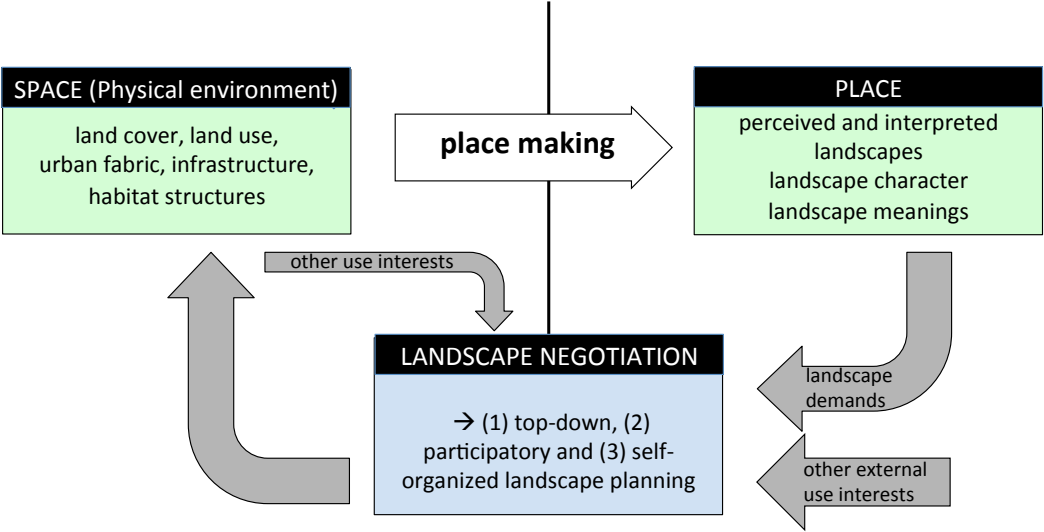 SPACE (Physical environment)
land cover, land use,
urban fabric, infrastructure,
habitat structures
place making
PLACE
perceived and interpreted
landscapes
landscape character
landscape meanings
other use interests
LANDSCAPE NEGOTIATION
→ (1) top-down, (2)
participatory and (3) self-
organized landscape planning
landscape
demands
other external
use interests